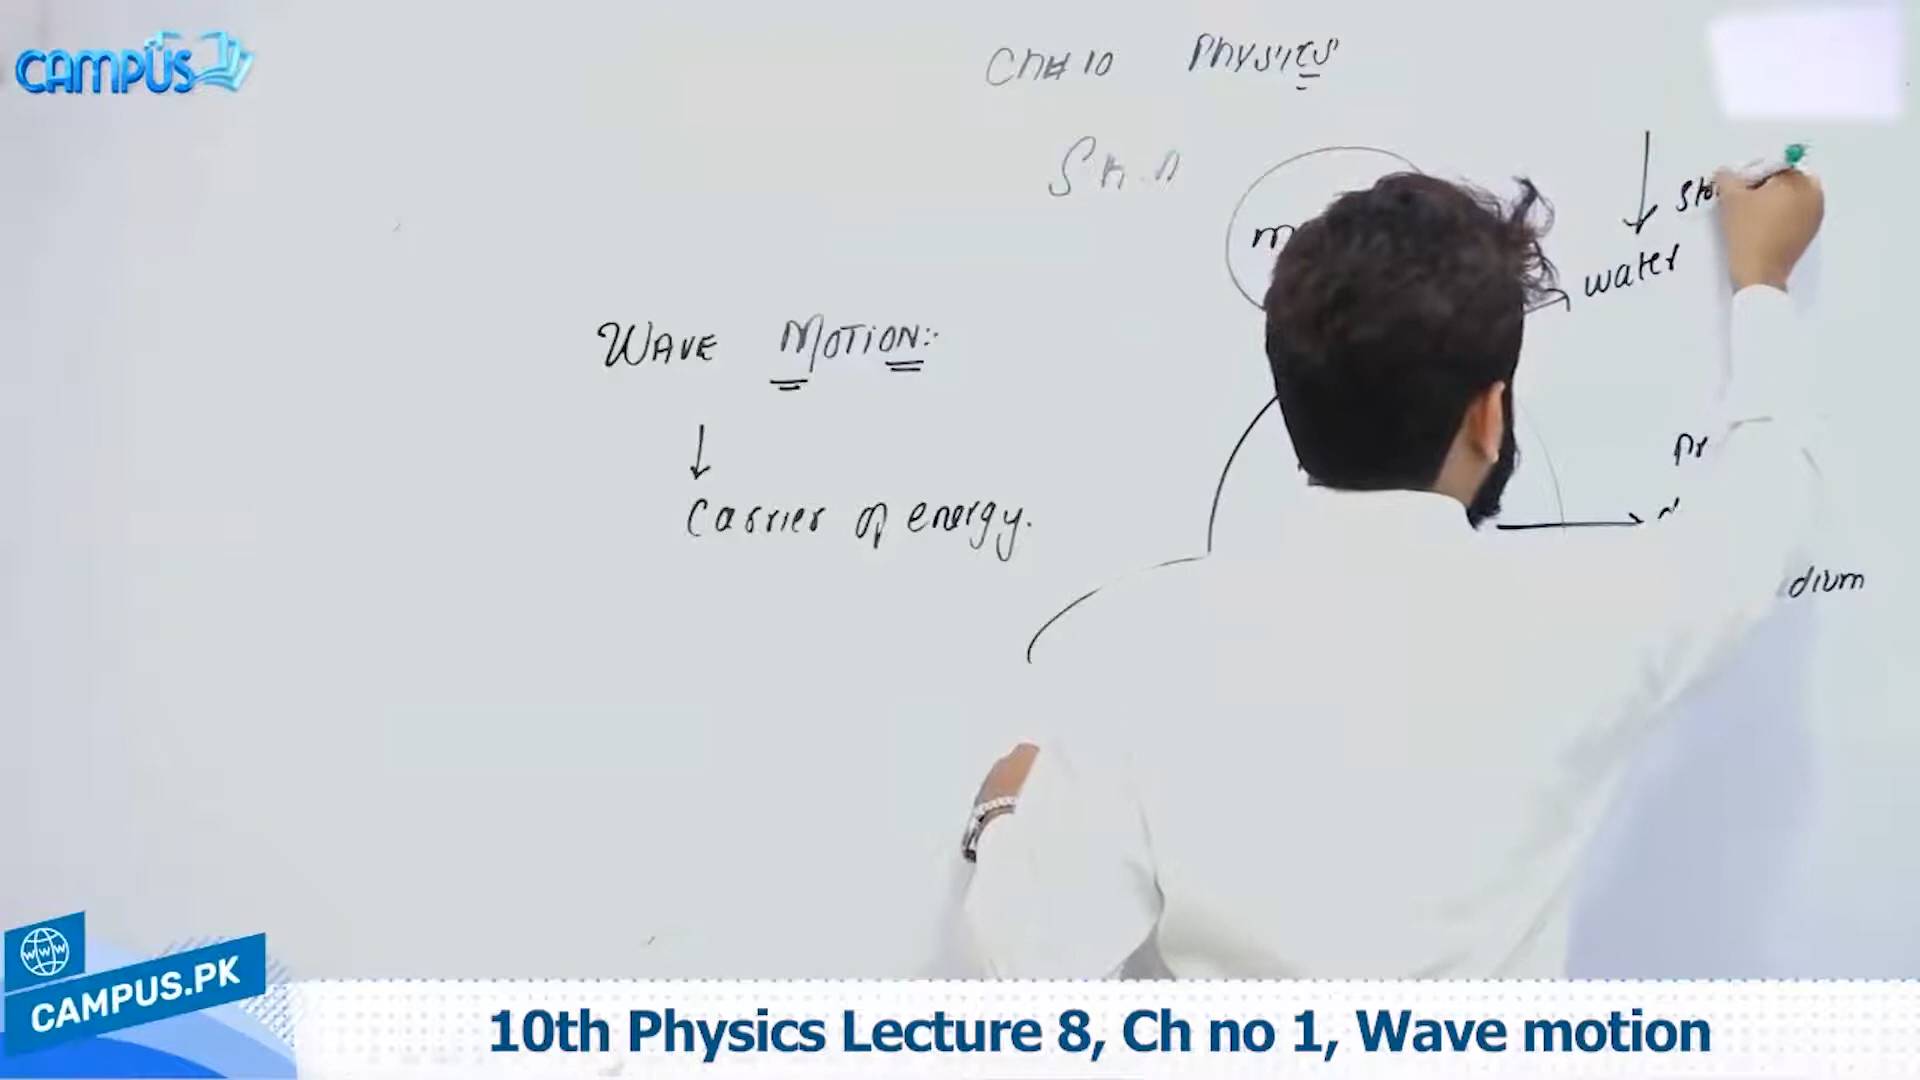 CAMPUS
CH# 10 PHYSICS
water
WAVE MOTION:
Carrier of energy.
dium
www
CAMPUS.PK
10th Physics Lecture 8, Ch no 1, Wave motion